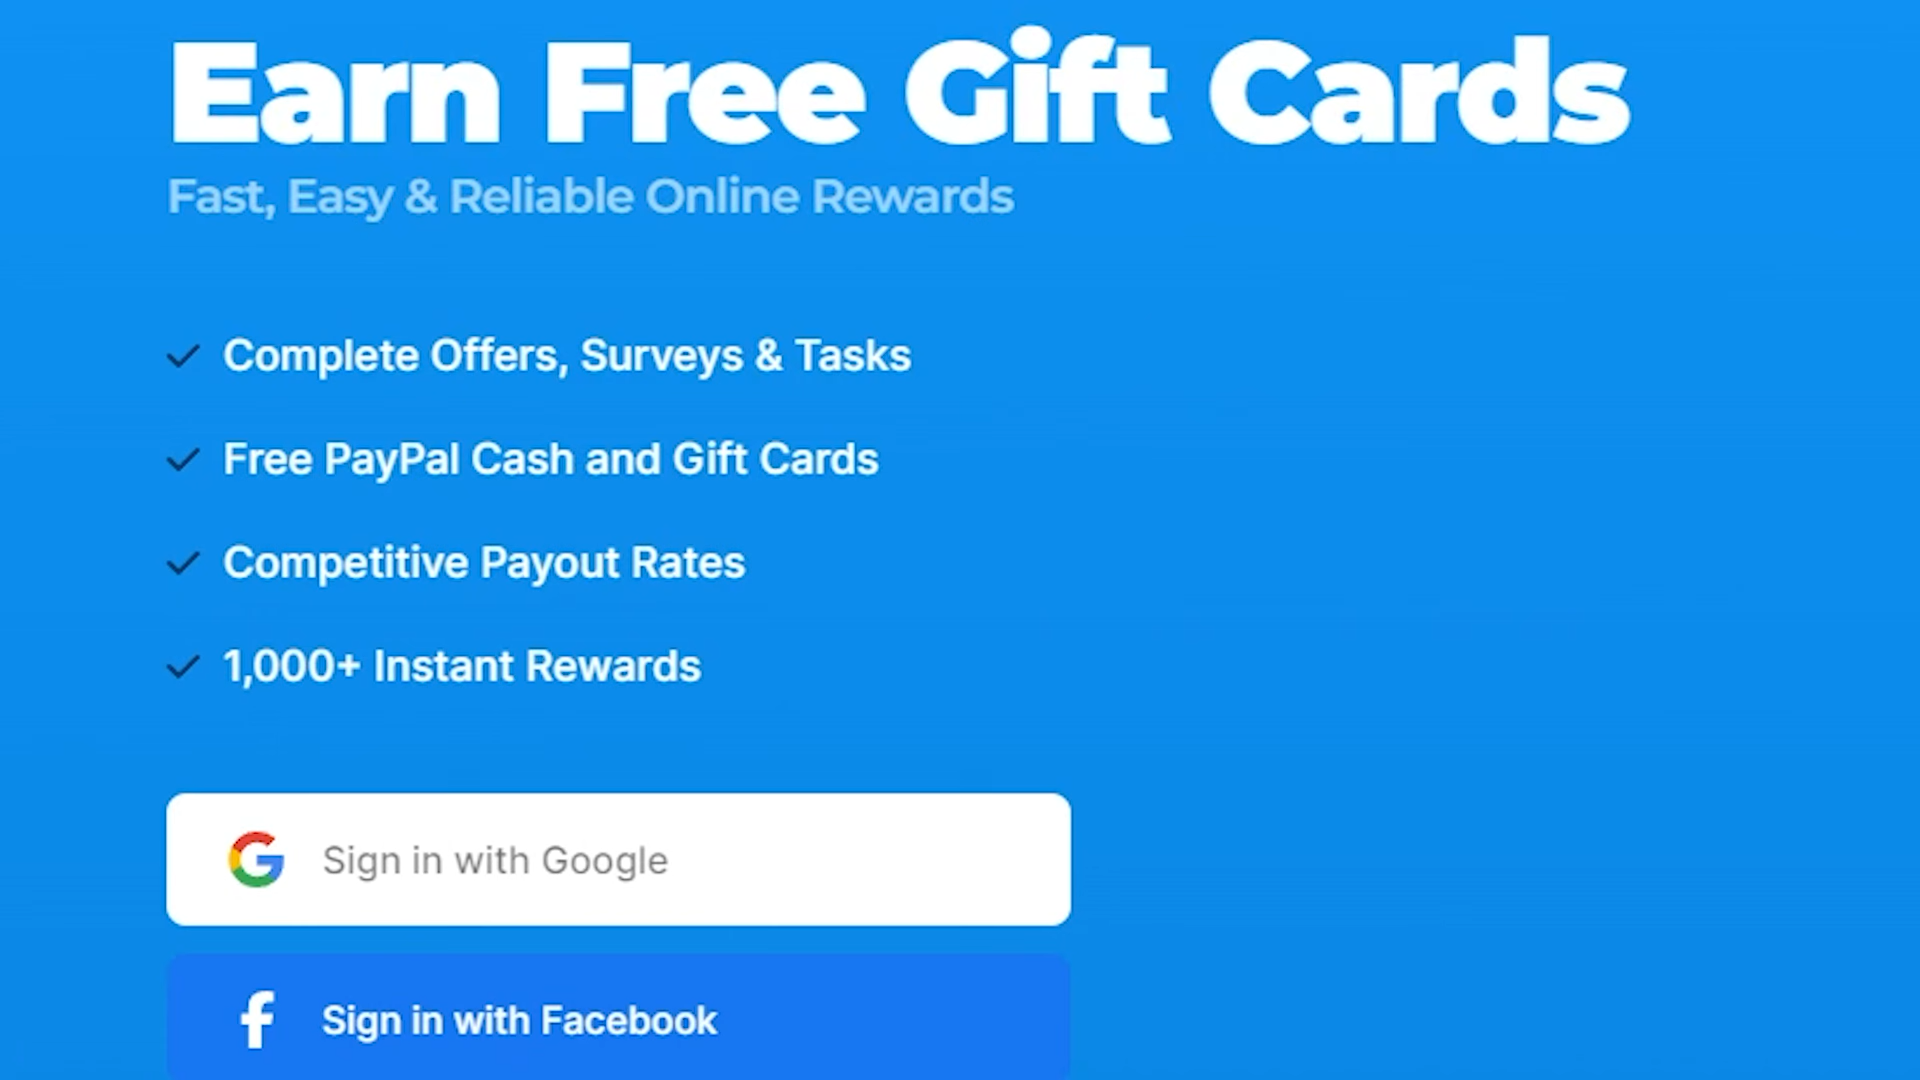 Earn Free Gift Cards
Fast, Easy & Reliable Online Rewards
Complete Offers, Surveys & Tasks
Free PayPal Cash and Gift Cards
Competitive Payout Rates
1,000+ Instant Rewards
Sign in with Google
Sign in with Facebook